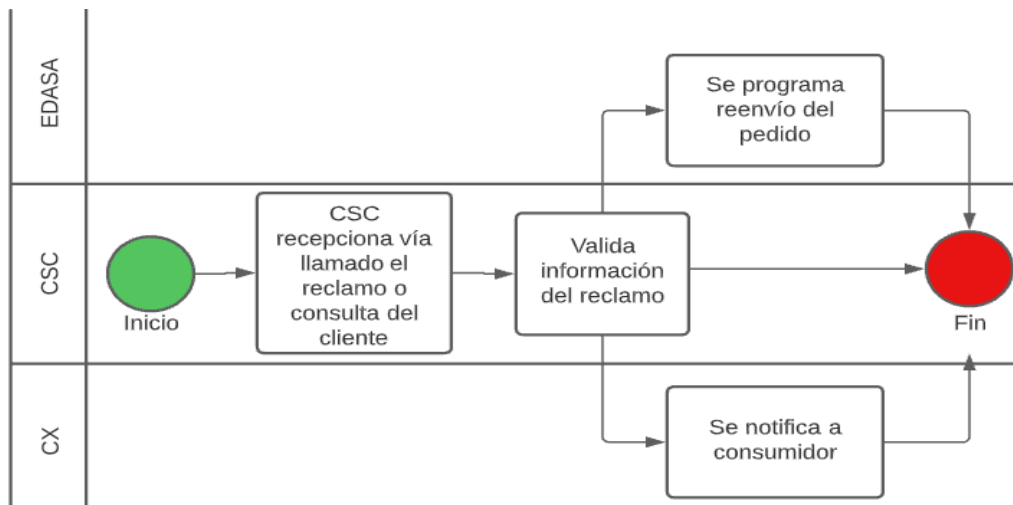 EDASA
Se programa
reenvío del
pedido
CSC
Inicio
CSC
recepciona vía
llamado el
reclamo o
consulta del
cliente
Valida
información
del reclamo
Fin
CX
Se notifica a
consumidor